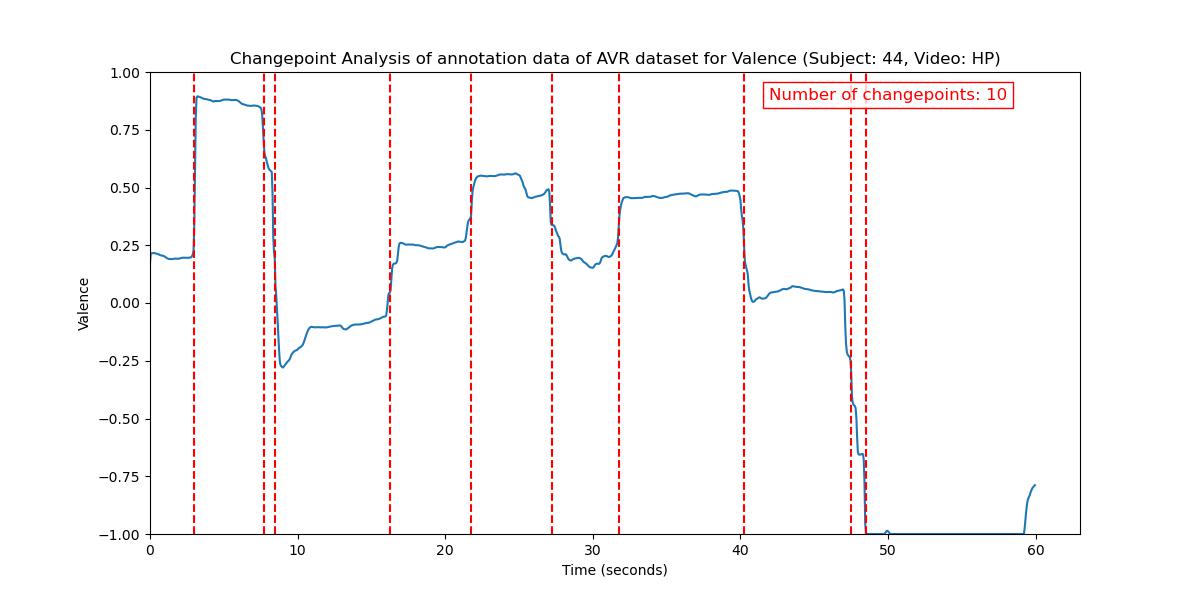 Changepoint Analysis of annotation data of AVR dataset for Valence (Subject: 44, Video: HP)
Number of changepoints: 10
Valence
1.00
0.75
0.50
0.25
0.00
−0.25
−0.50
−0.75
−1.00
0 10 20 30 40 50 60
Time (seconds)